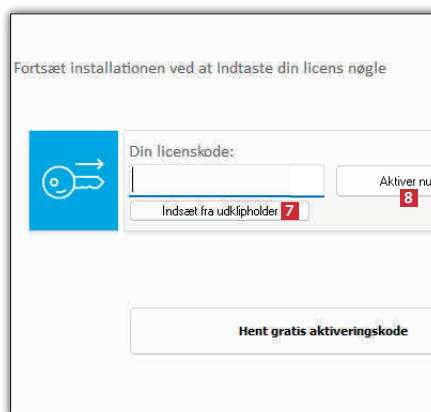 Fortsæt installationen ved at Indtaste din licens nøgle
Din licenskode:
Aktiver nu
8
Indsæt fra udklipholder 7
Hent gratis aktiveringskode